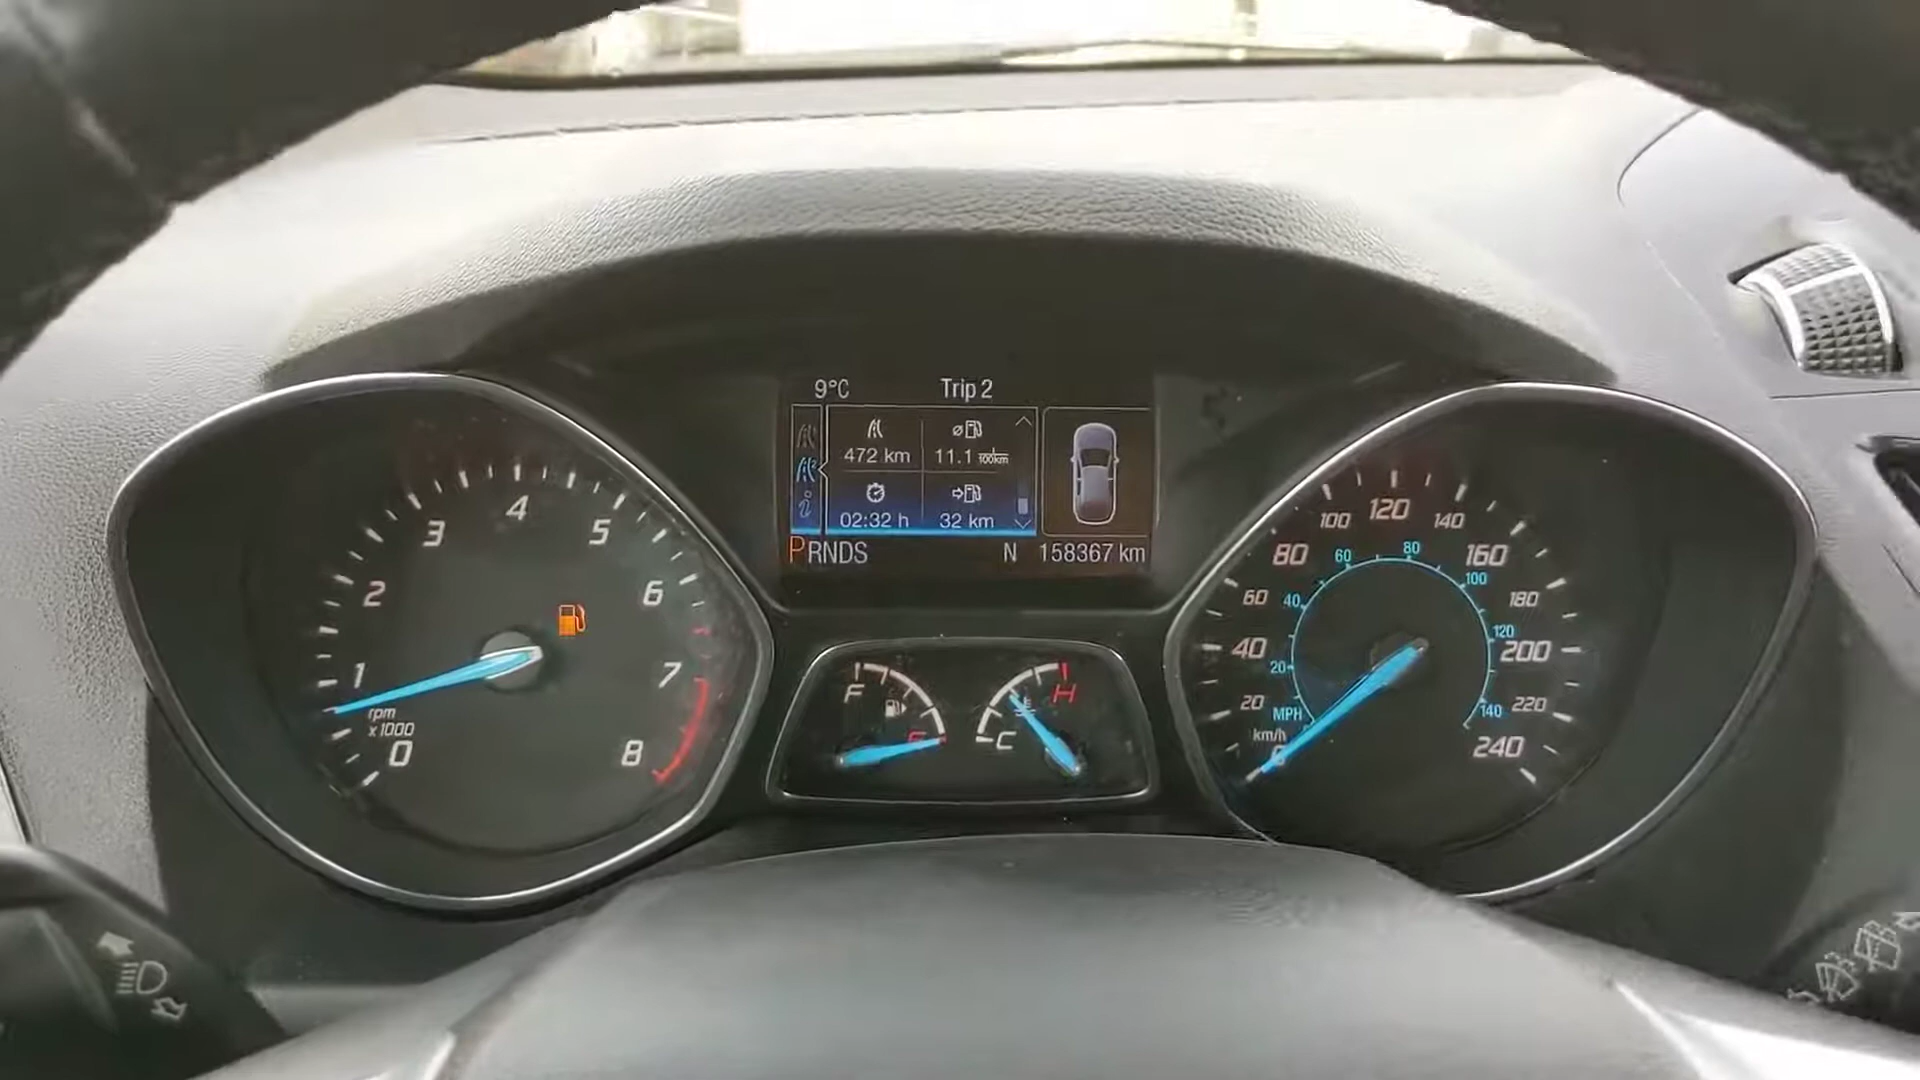 9°C Trip 2
472 km 11.1 l/100km
02:32 h 32 km
PRNDS N 158367 km
0 1 2 3 4 5 6 7 8
rpm
x1000
F
E
H
C
0 20 40 60 80 100 120 140 160 180 200 220 240
20 40 60 80 100 120 140
MPH
km/h